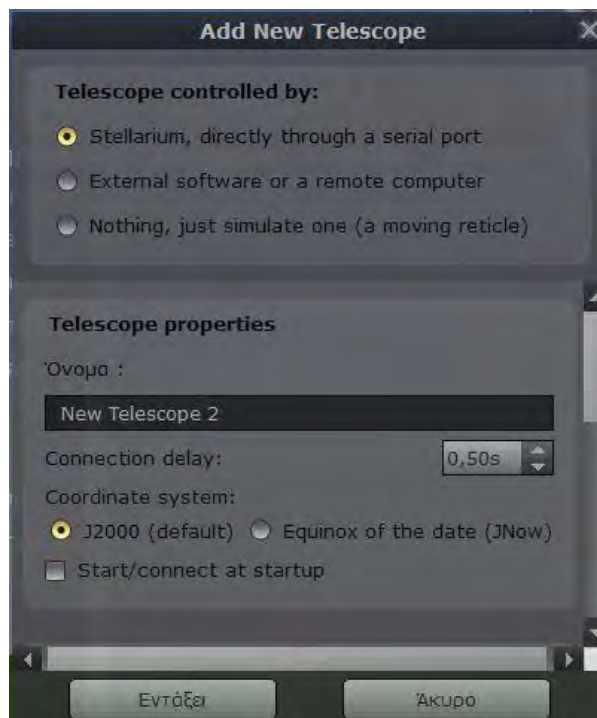 Add New Telescope
Telescope controlled by:
Stellarium, directly through a serial port
External software or a remote computer
Nothing, just simulate one (a moving reticle)
Telescope properties
Όνομα :
New Telescope 2
Connection delay:
0,50s
Coordinate system:
J2000 (default)
Equinox of the date (JNow)
Start/connect at startup
Εντάξει
Άκυρο